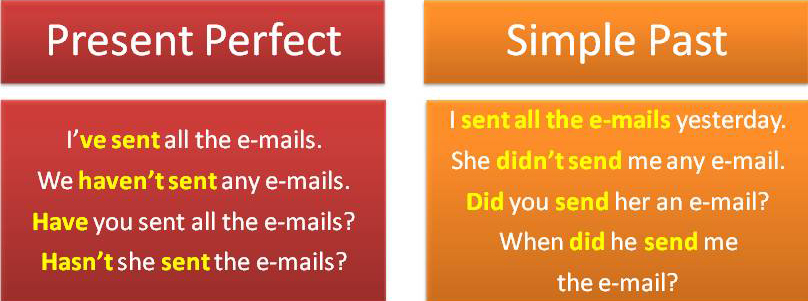 Present Perfect
I've sent all the e-mails.
We haven't sent any e-mails.
Have you sent all the e-mails?
Hasn't she sent the e-mails?
Simple Past
I sent all the e-mails yesterday.
She didn't send me any e-mail.
Did you send her an e-mail?
When did he send me
the e-mail?